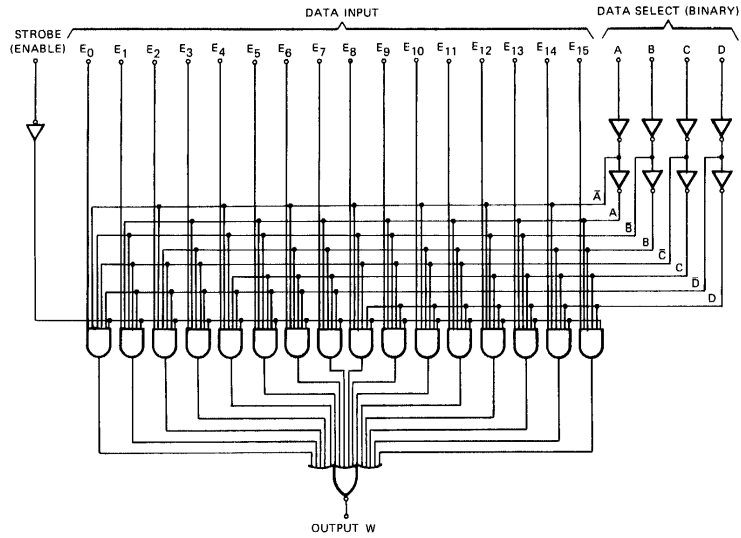 DATA INPUT
DATA SELECT (BINARY)
STROBE
(ENABLE)
E0 E1 E2 E3 E4 E5 E6 E7 E8 E9 E10 E11 E12 E13 E14 E15 A B C D
A̅
A
B̅
B
C̅
C
D̅
D
OUTPUT W